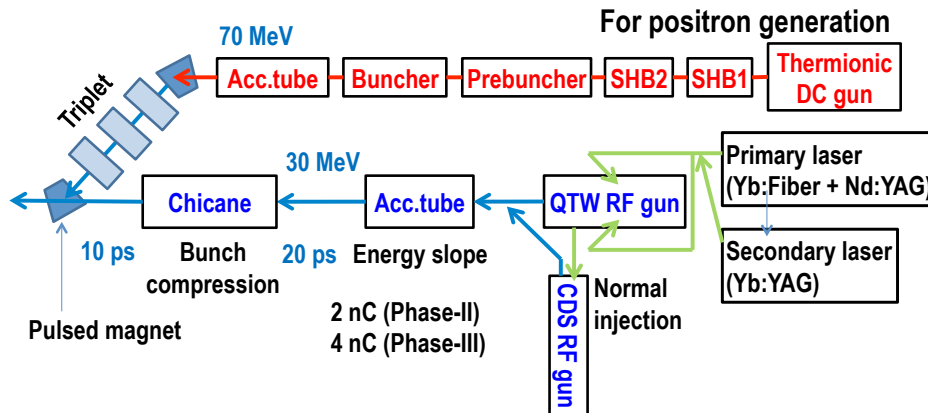 For positron generation
70 MeV
Acc.tube
Buncher
Prebuncher
SHB2
SHB1
Thermionic
DC gun
Triplet
30 MeV
Chicane
Acc.tube
QTW RF gun
Primary laser
(Yb:Fiber + Nd:YAG)
10 ps
Bunch
compression
20 ps
Energy slope
Secondary laser
(Yb:YAG)
CDS RF gun
Normal
injection
2 nC (Phase-II)
4 nC (Phase-III)
Pulsed magnet